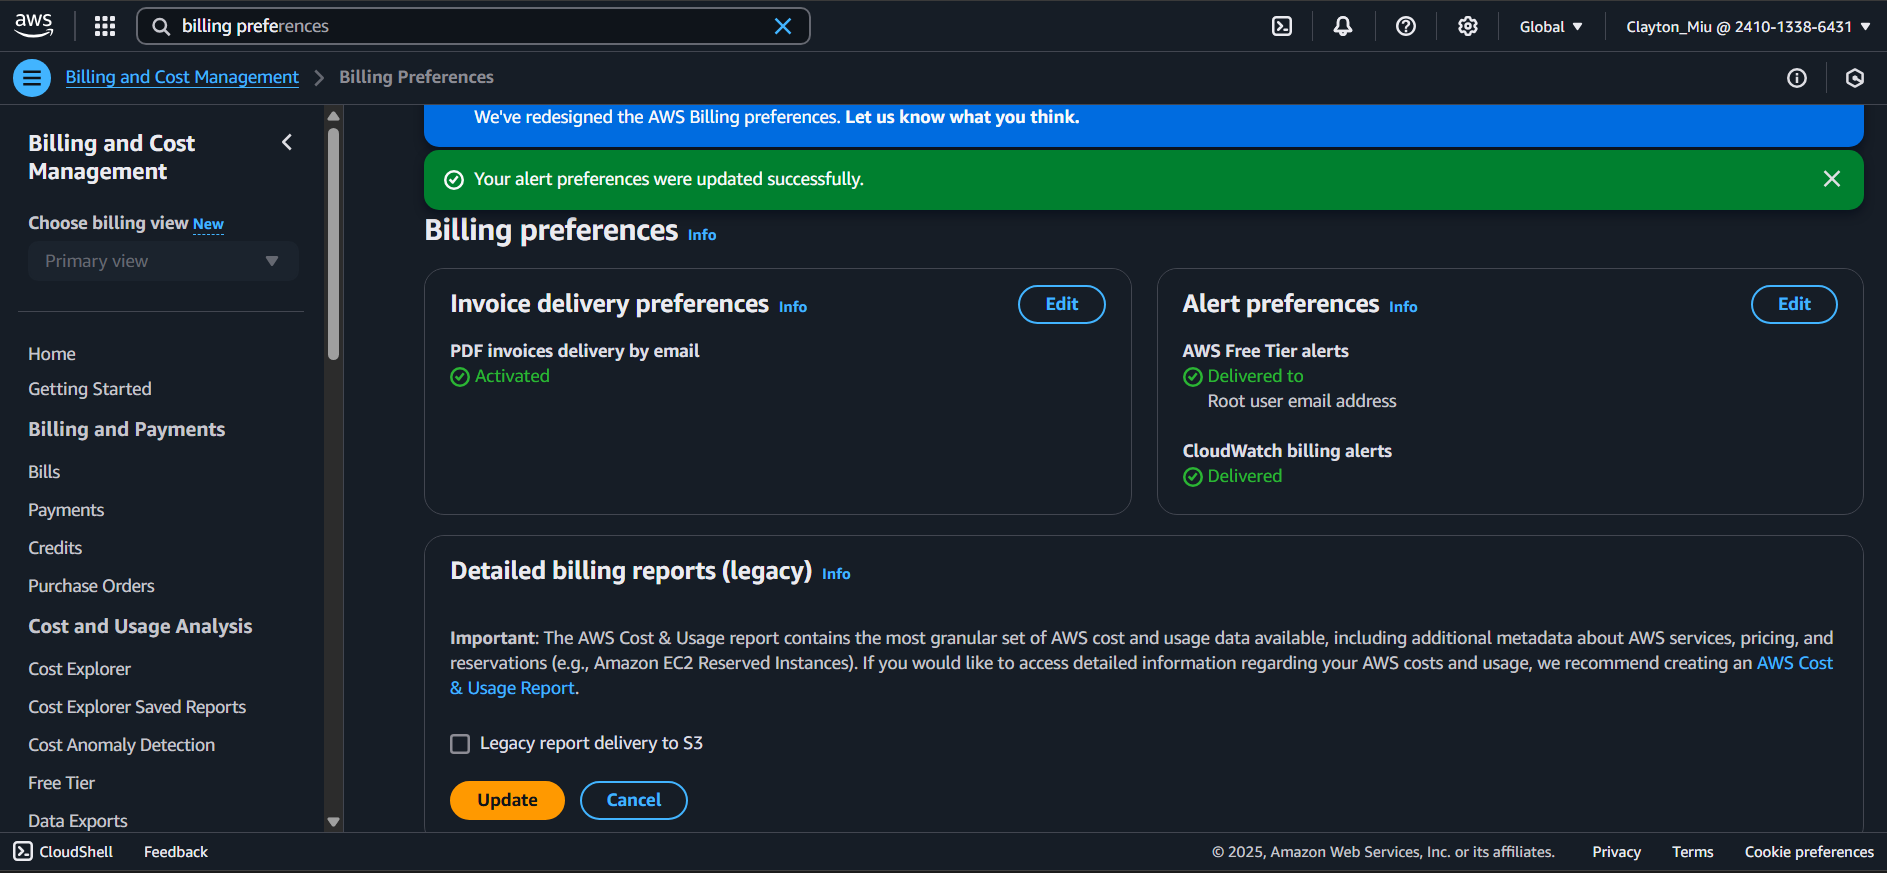 aws
billing preferences
Global
Clayton_Miu @ 2410-1338-6431
Billing and Cost Management
Billing Preferences
Billing and Cost
Management
Choose billing view New
Primary view
Home
Getting Started
Billing and Payments
Bills
Payments
Credits
Purchase Orders
Cost and Usage Analysis
Cost Explorer
Cost Explorer Saved Reports
Cost Anomaly Detection
Free Tier
Data Exports
We've redesigned the AWS Billing preferences. Let us know what you think.
Your alert preferences were updated successfully.
Billing preferences Info
Invoice delivery preferences Info
Edit
PDF invoices delivery by email
Activated
Alert preferences Info
Edit
AWS Free Tier alerts
Delivered to
Root user email address
CloudWatch billing alerts
Delivered
Detailed billing reports (legacy) Info
Important: The AWS Cost & Usage report contains the most granular set of AWS cost and usage data available, including additional metadata about AWS services, pricing, and
reservations (e.g., Amazon EC2 Reserved Instances). If you would like to access detailed information regarding your AWS costs and usage, we recommend creating an AWS Cost
& Usage Report.
Legacy report delivery to S3
Update
Cancel
CloudShell
Feedback
© 2025, Amazon Web Services, Inc. or its affiliates.
Privacy
Terms
Cookie preferences